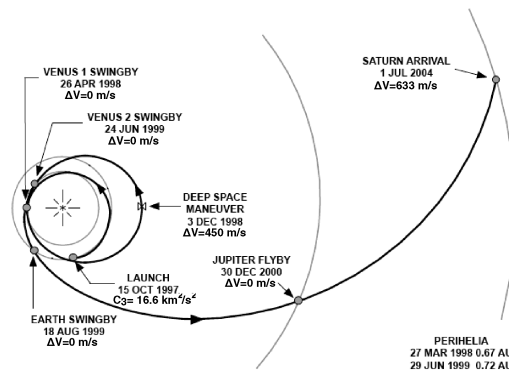 SATURN ARRIVAL
1 JUL 2004
ΔV=633 m/s
VENUS 1 SWINGBY
26 APR 1998
ΔV=0 m/s
VENUS 2 SWINGBY
24 JUN 1999
ΔV=0 m/s
DEEP SPACE
MANEUVER
3 DEC 1998
ΔV=450 m/s
JUPITER FLYBY
30 DEC 2000
ΔV=0 m/s
LAUNCH
15 OCT 1997
C3= 16.6 km²/s²
EARTH SWINGBY
18 AUG 1999
ΔV=0 m/s
PERIHELIA
27 MAR 1998 0.67 AU
29 JUN 1999 0.72 AU